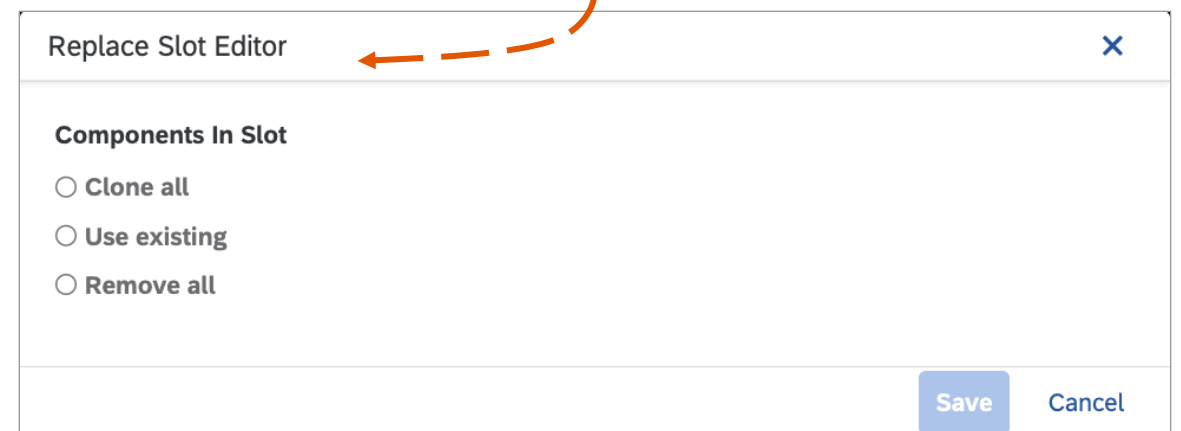 Replace Slot Editor
Components In Slot
Clone all
Use existing
Remove all
Save Cancel